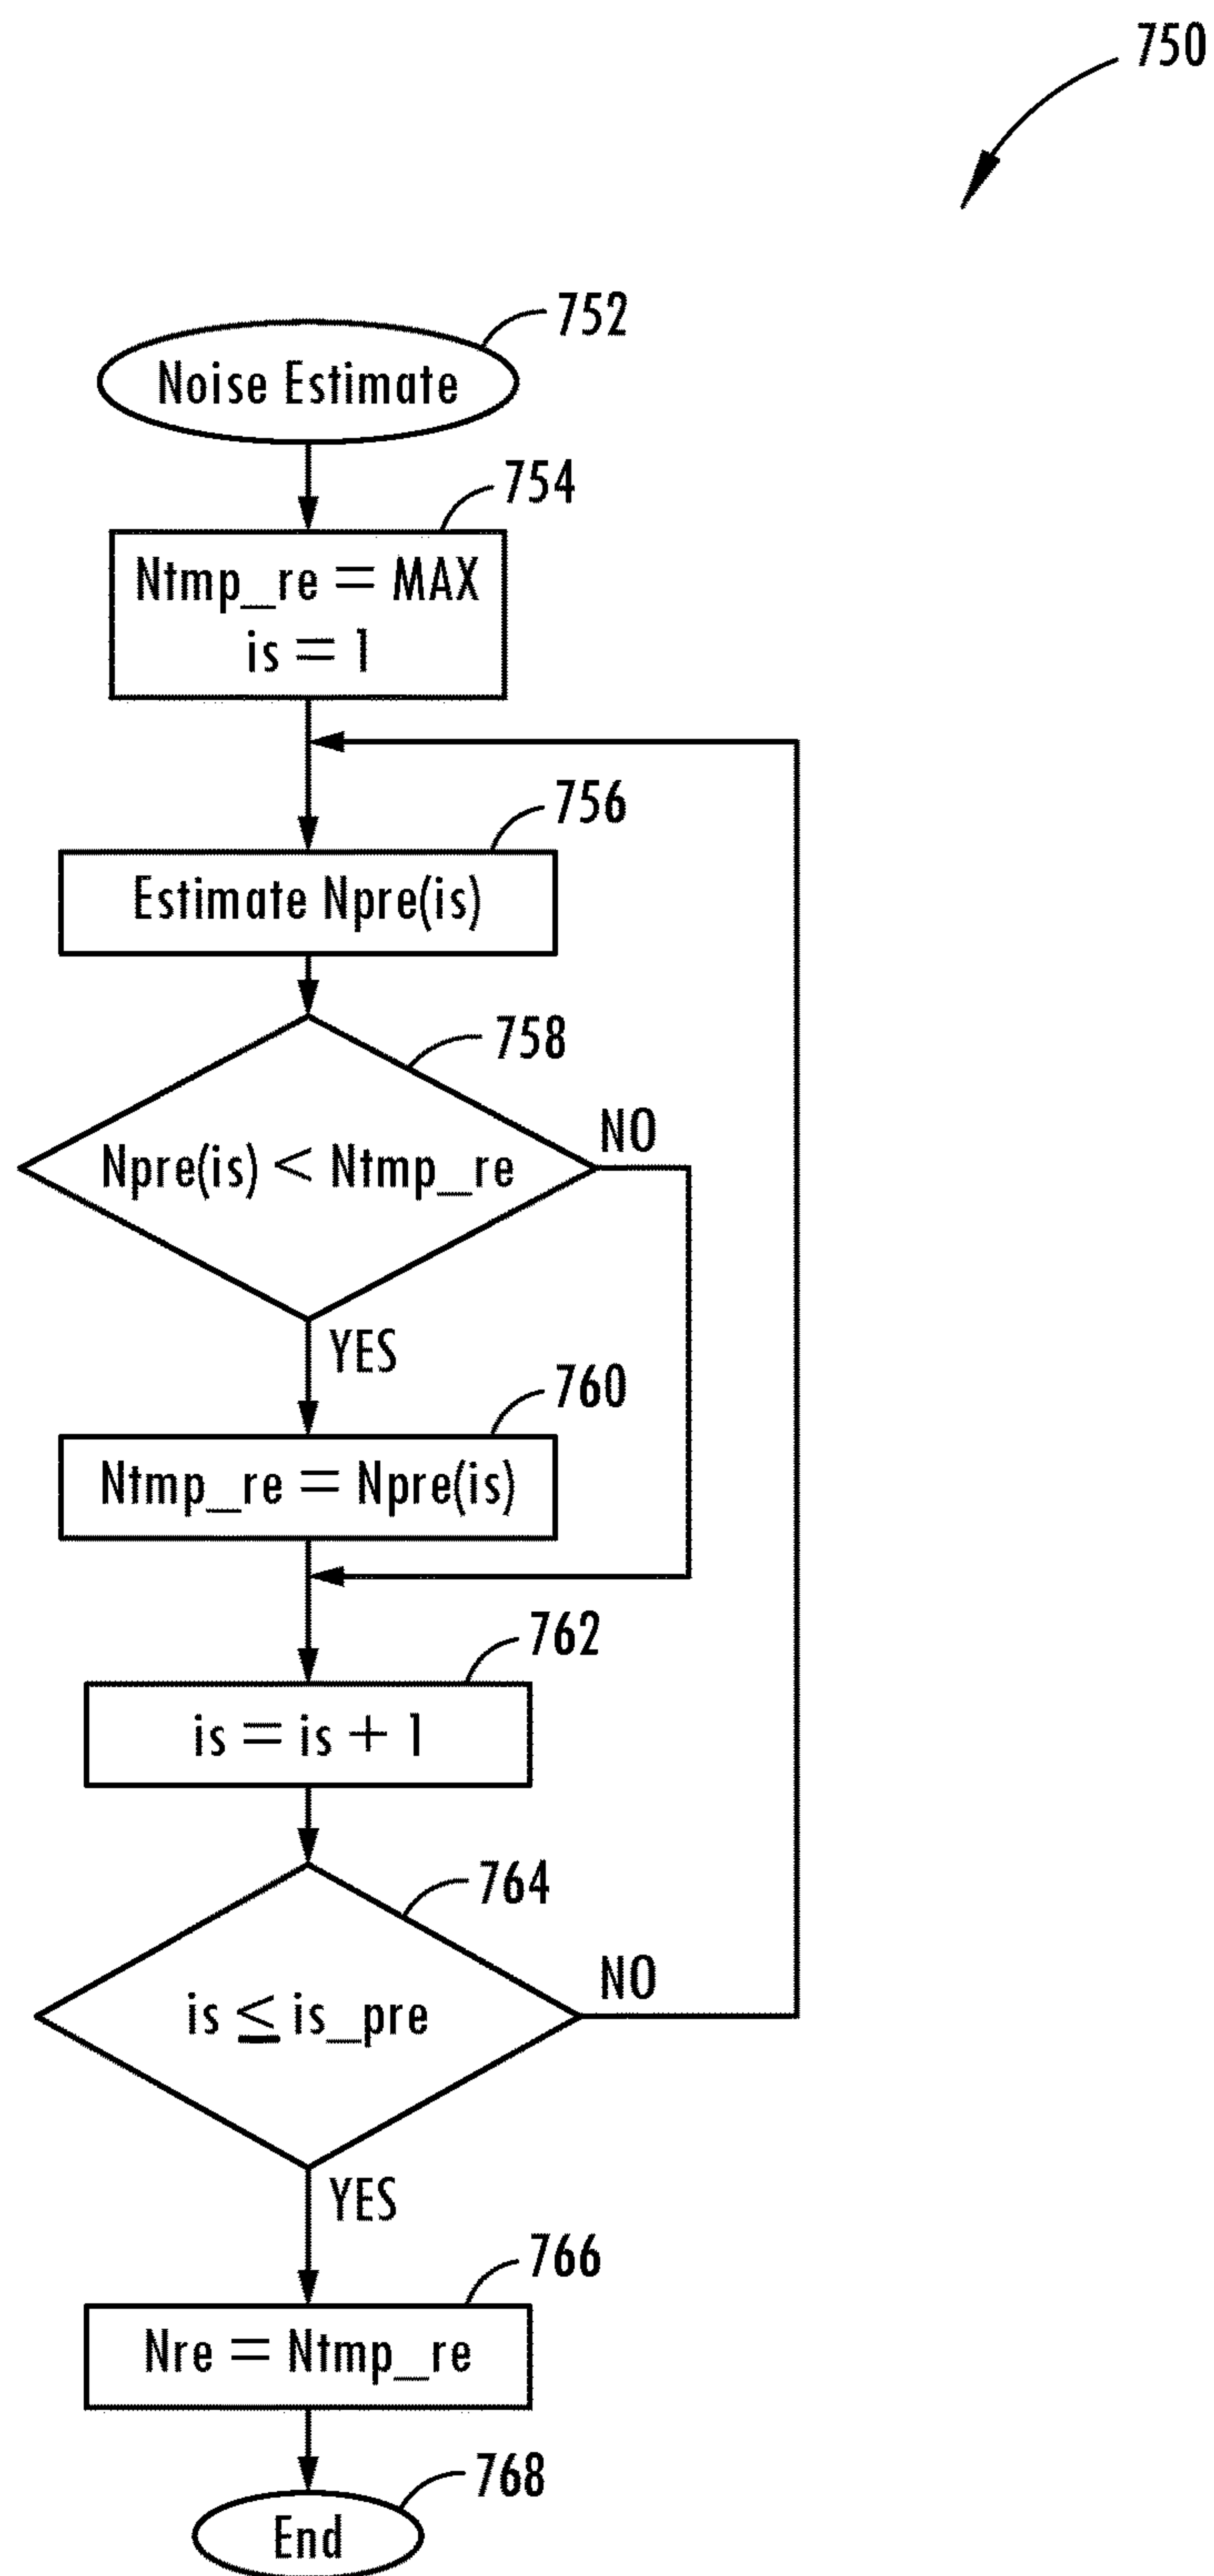 750
752
Noise Estimate
754
Ntmp_re = MAX
is = 1
756
Estimate Npre(is)
758
NO
Npre(is) < Ntmp_re
YES
760
Ntmp_re = Npre(is)
762
is = is + 1
764
NO
is ≤ is_pre
YES
766
Nre = Ntmp_re
768
End